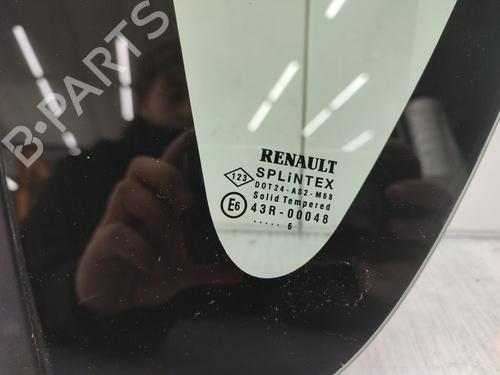 B-PARTS
RENAULT
123 SPLiNTEX
DOT24-AS2-M68
Solid Tempered
E6 43R-00048
..... 6